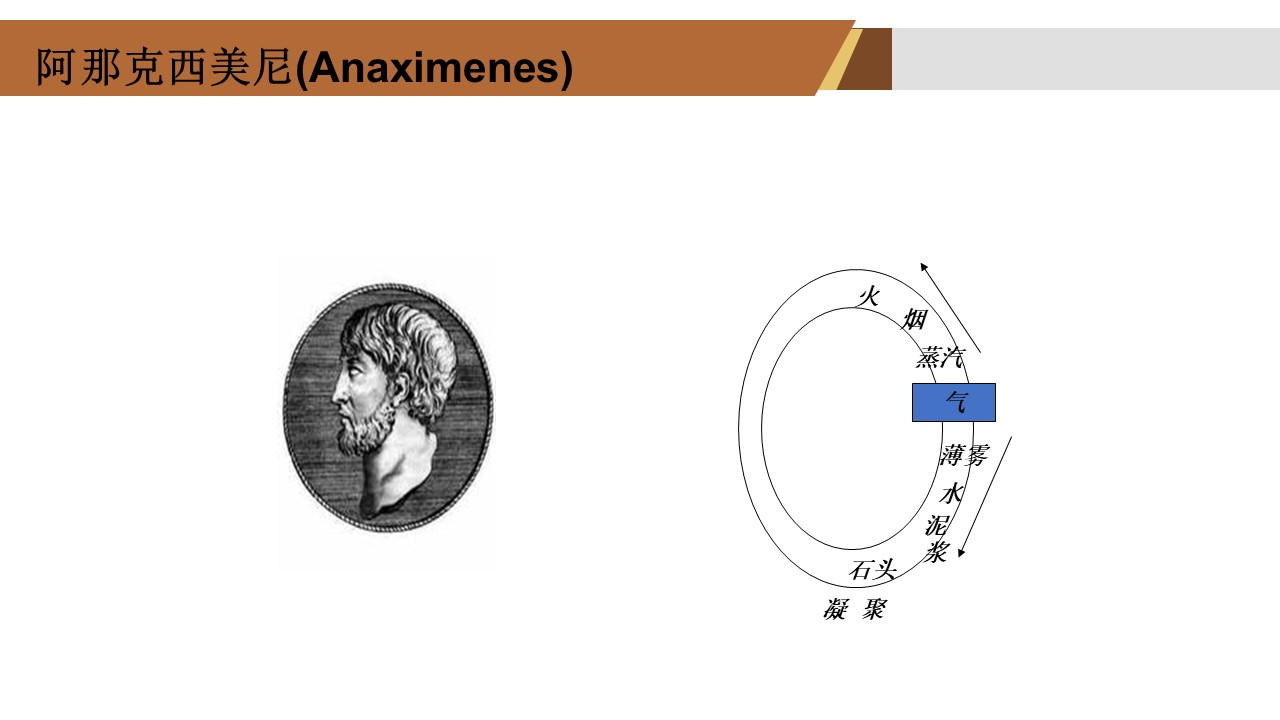 阿那克西美尼(Anaximenes)
火
烟
蒸汽
气
薄雾
水
泥
浆
石头
凝 聚